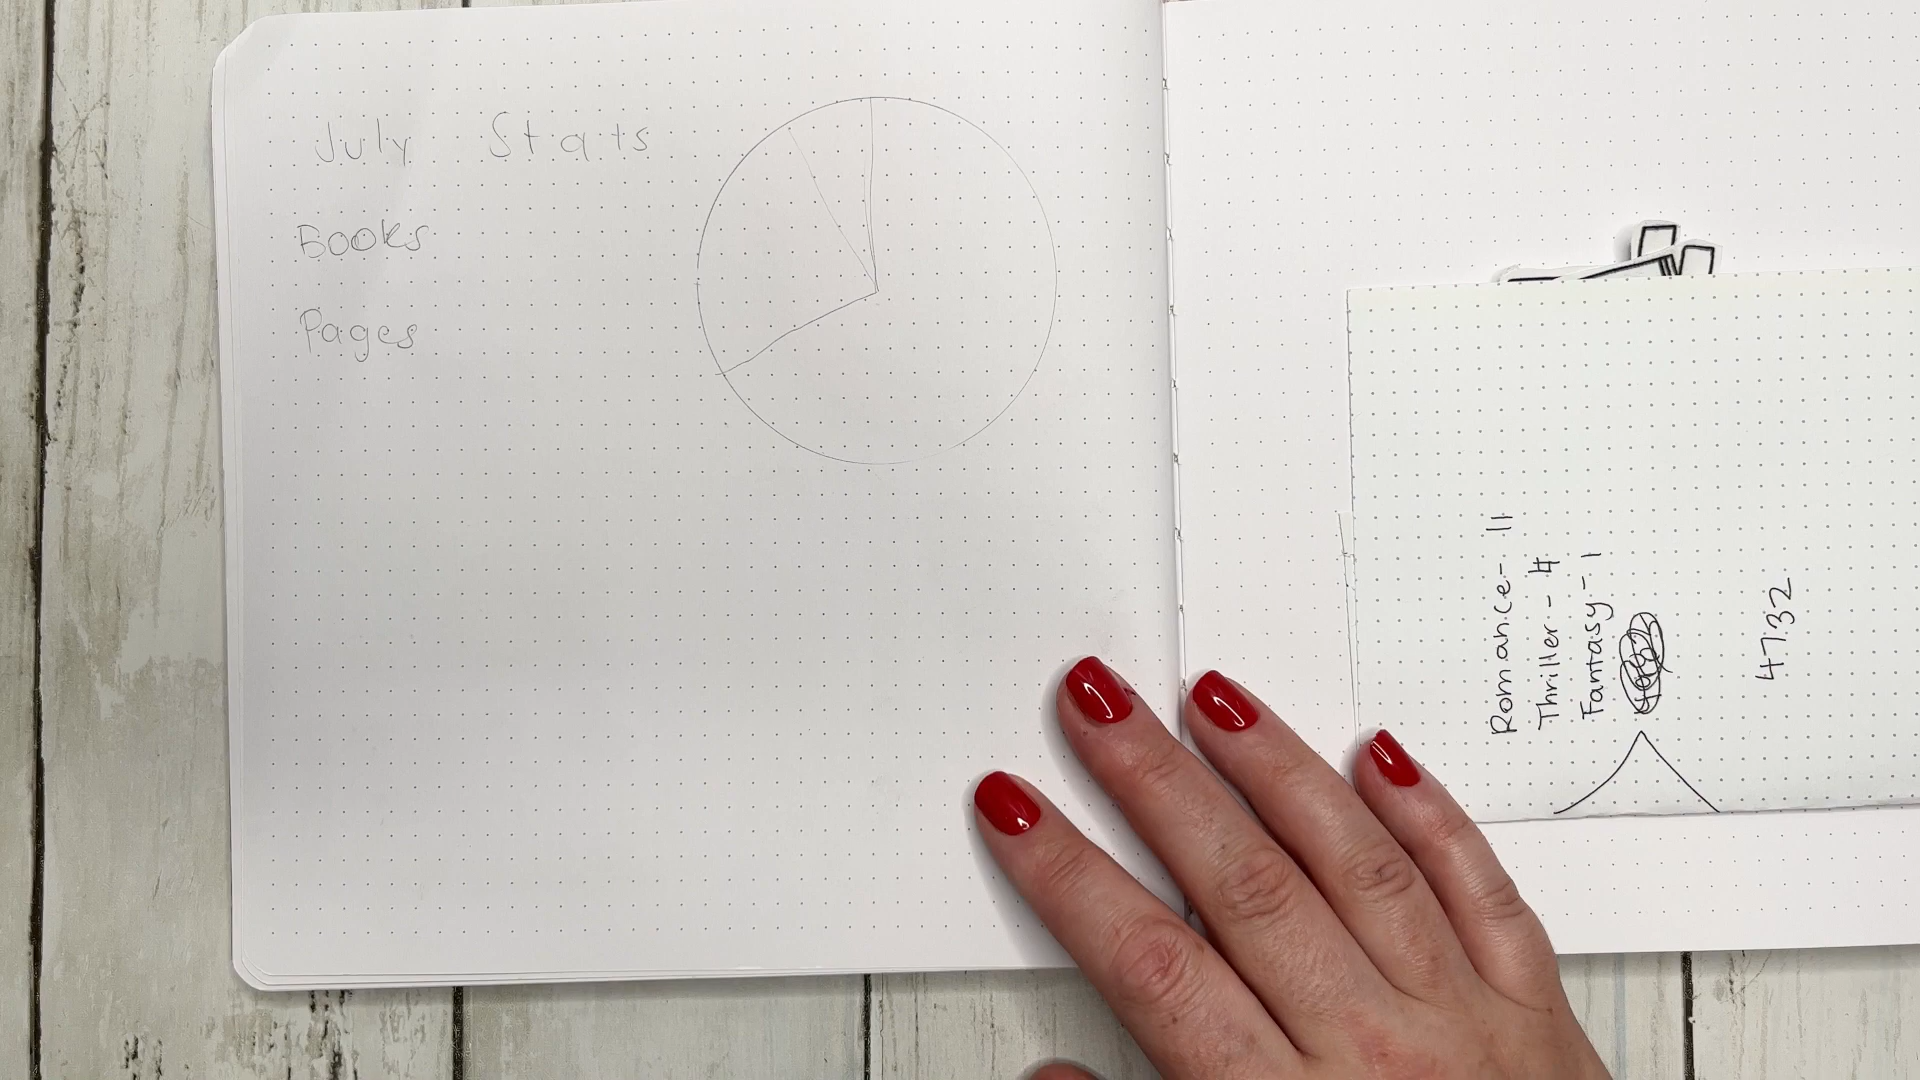 July Stats
Books
Pages
Romance - 11
Thriller - 4
Fantasy - 1
4732